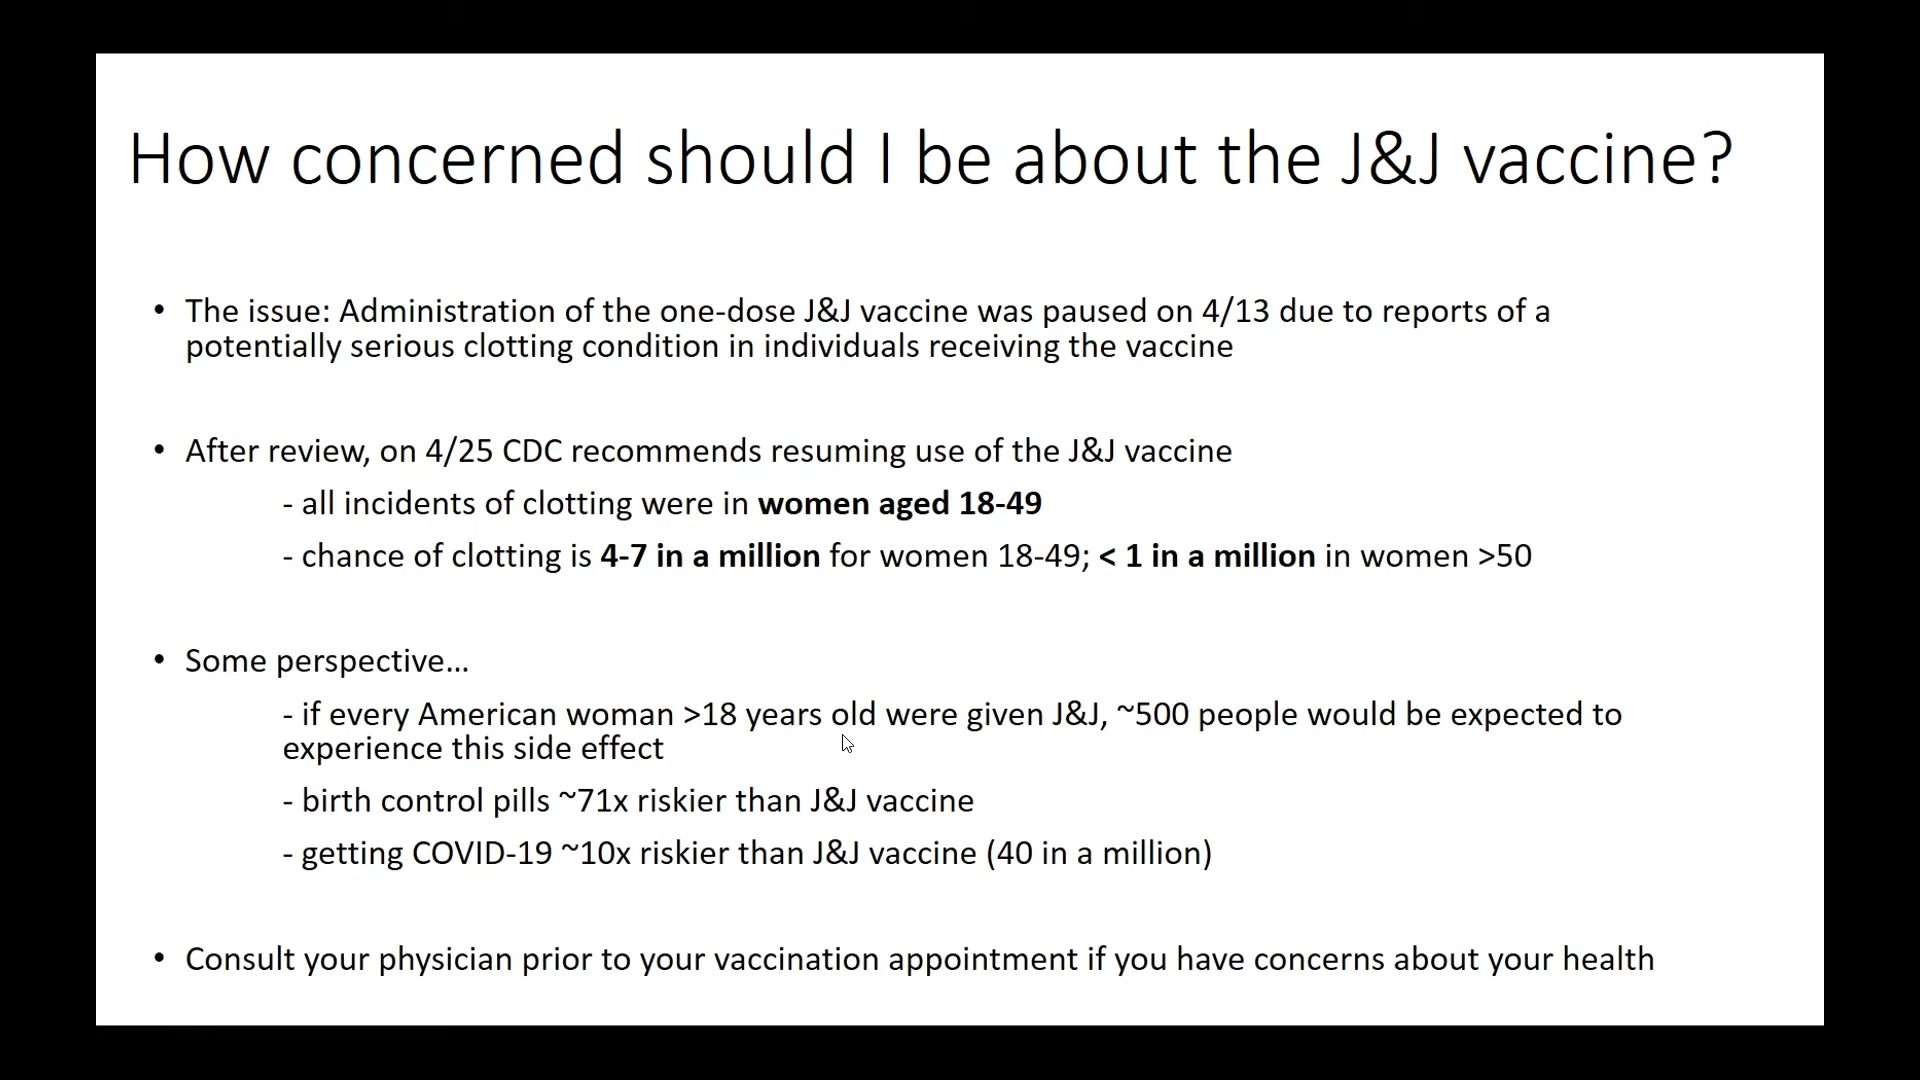 How concerned should I be about the J&J vaccine?
• The issue: Administration of the one-dose J&J vaccine was paused on 4/13 due to reports of a
potentially serious clotting condition in individuals receiving the vaccine
• After review, on 4/25 CDC recommends resuming use of the J&J vaccine
- all incidents of clotting were in women aged 18-49
- chance of clotting is 4-7 in a million for women 18-49; < 1 in a million in women >50
• Some perspective…
- if every American woman >18 years old were given J&J, ~500 people would be expected to
experience this side effect
- birth control pills ~71x riskier than J&J vaccine
- getting COVID-19 ~10x riskier than J&J vaccine (40 in a million)
• Consult your physician prior to your vaccination appointment if you have concerns about your health